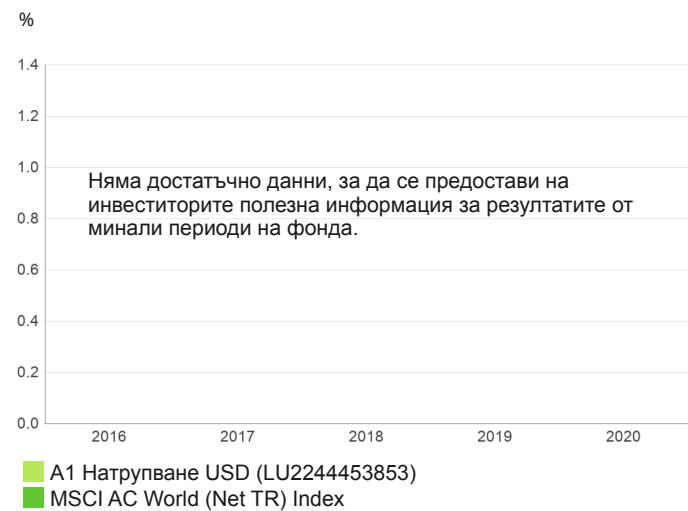 %
1.4
1.2
1.0
Няма достатъчно данни, за да се предостави на
инвеститорите полезна информация за резултатите от
минали периоди на фонда.
0.8
0.6
0.4
0.2
0.0
2016 2017 2018 2019 2020
A1 Натрупване USD (LU2244453853)
MSCI AC World (Net TR) Index